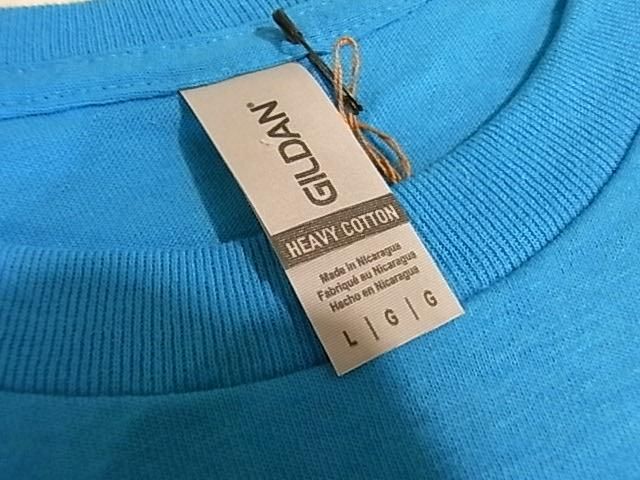 GILDAN®
HEAVY COTTON
Made in Nicaragua
Fabriqué au Nicaragua
Hecho en Nicaragua
L | G | G